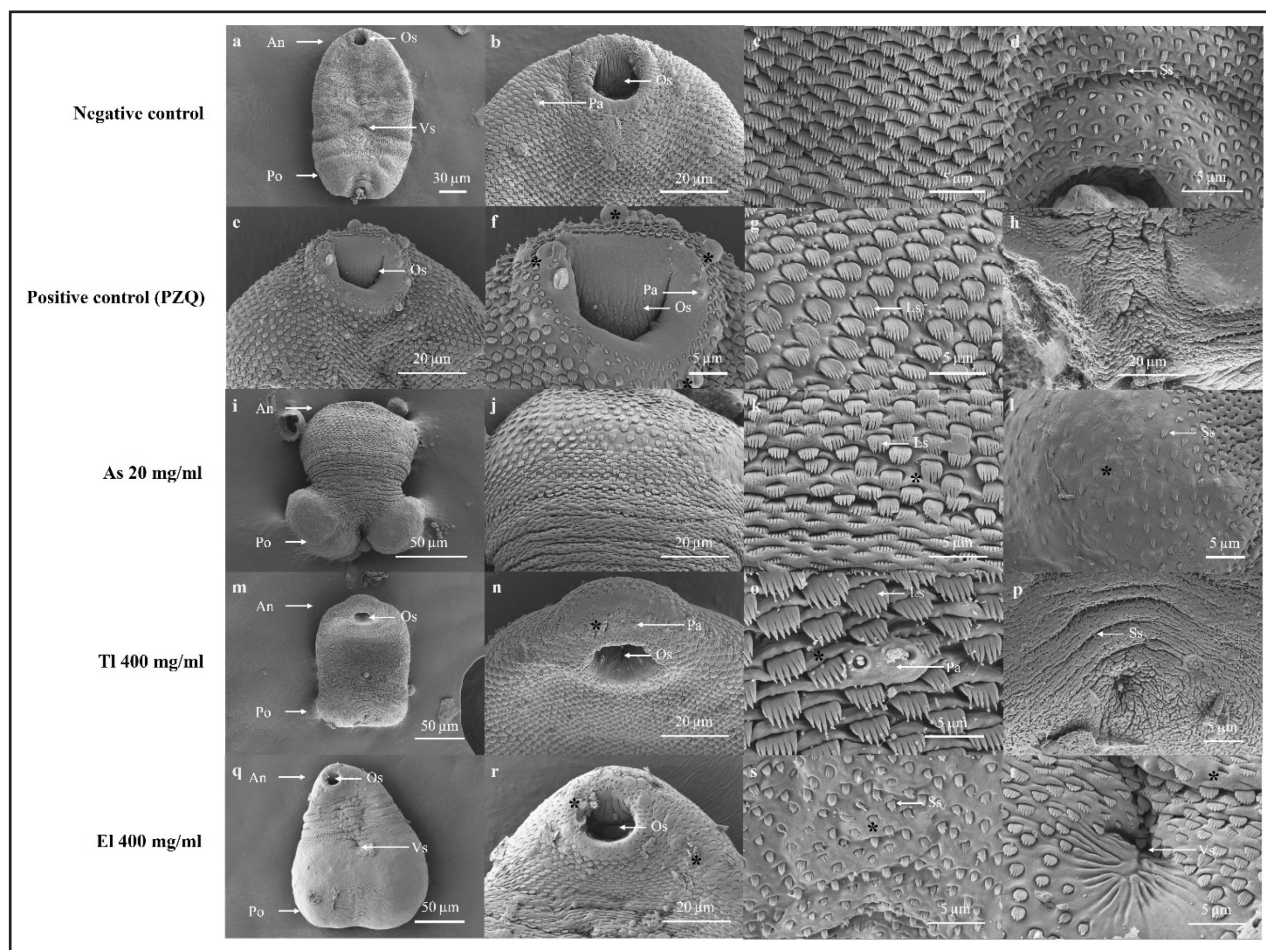 a
An
Os
Vs
Po
30 µm
b
Os
Pa
20 µm
c
5 µm
d
Ss
5 µm
Negative control
e
Os
20 µm
f
*
*
*
Pa
Os
5 µm
*
g
Ls
5 µm
h
20 µm
Positive control (PZQ)
i
An
Po
50 µm
j
20 µm
k
Ls
*
5 µm
l
Ss
*
5 µm
As 20 mg/ml
m
An
Os
Po
50 µm
n
*
Pa
Os
20 µm
o
Ls
*
Pa
5 µm
p
Ss
5 µm
Tl 400 mg/ml
q
An
Os
Vs
Po
50 µm
r
*
Os
*
20 µm
s
Ss
*
5 µm
t
*
Vs
5 µm
El 400 mg/ml